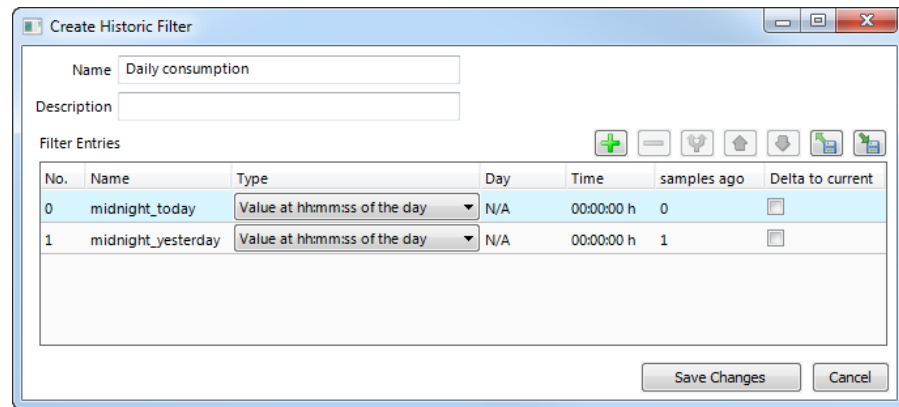 Create Historic Filter
Name Daily consumption
Description
Filter Entries
No. Name Type Day Time samples ago Delta to current
0 midnight_today Value at hh:mm:ss of the day N/A 00:00:00 h 0
1 midnight_yesterday Value at hh:mm:ss of the day N/A 00:00:00 h 1
Save Changes Cancel